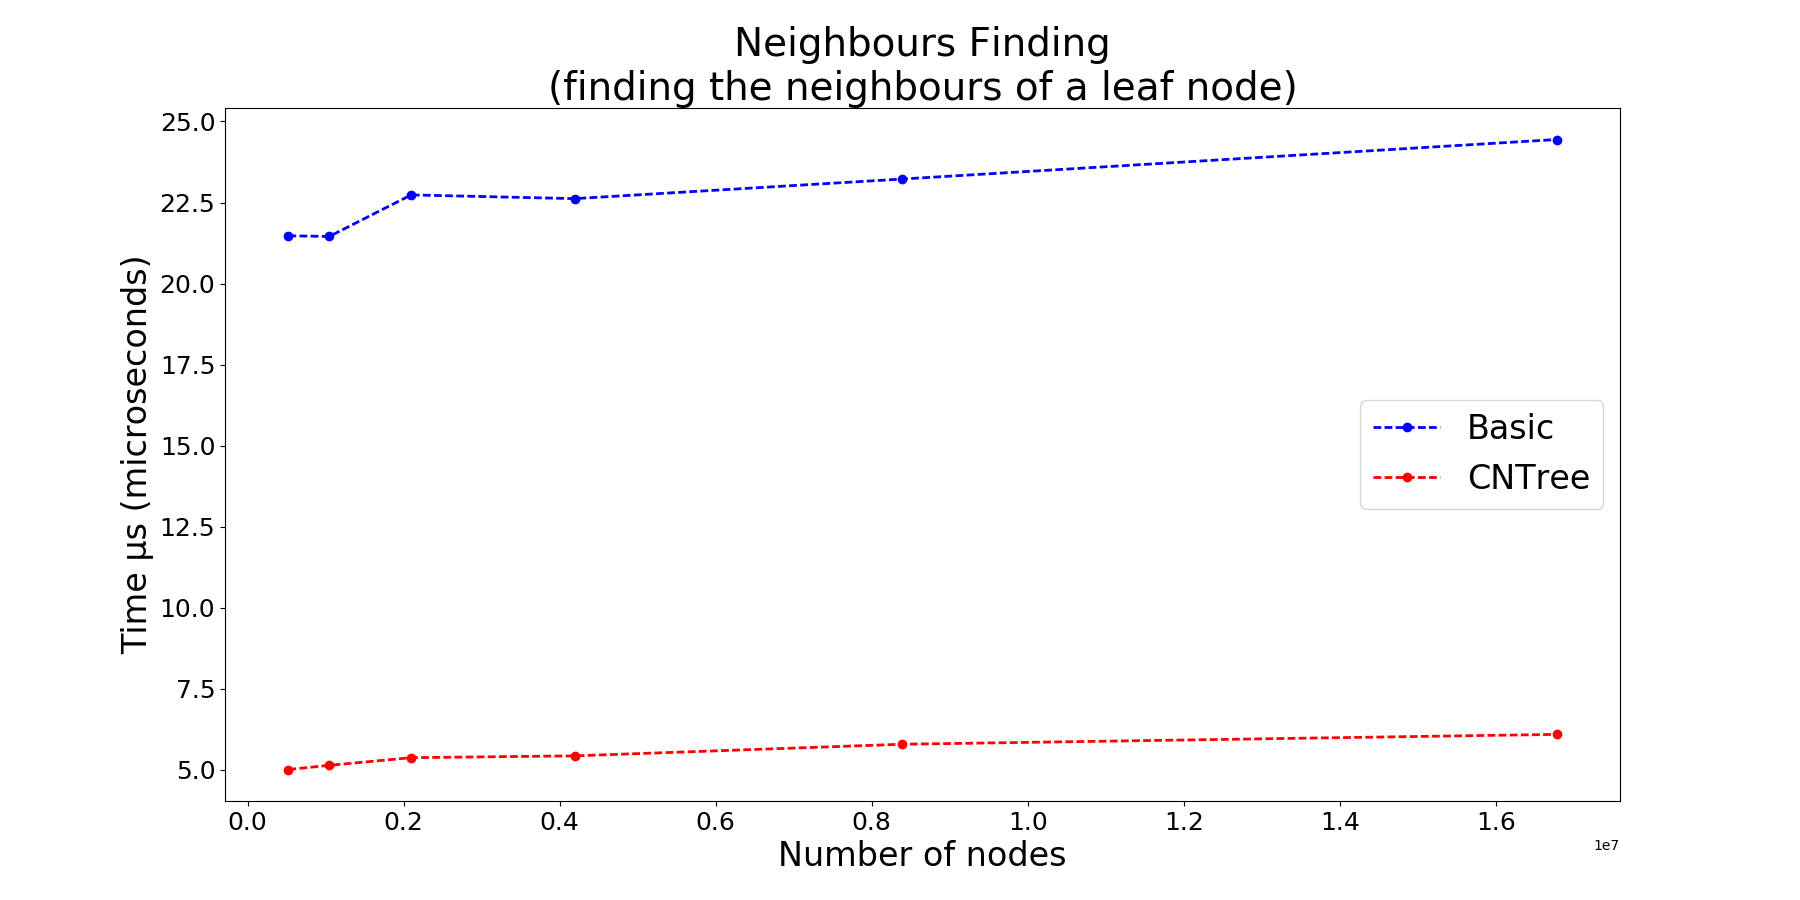 Neighbours Finding
(finding the neighbours of a leaf node)
25.0
22.5
20.0
17.5
15.0
12.5
10.0
7.5
5.0
Time µs (microseconds)
Basic
CNTree
0.0 0.2 0.4 0.6 0.8 1.0 1.2 1.4 1.6
1e7
Number of nodes